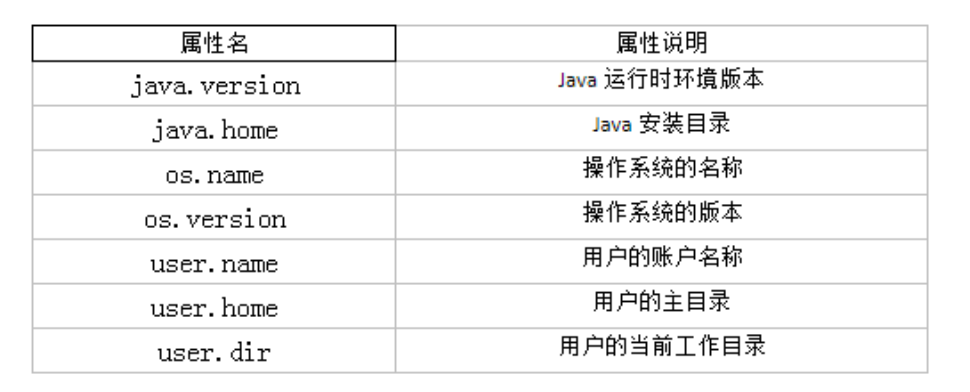 属性名 属性说明
java.version Java 运行时环境版本
java.home Java 安装目录
os.name 操作系统的名称
os.version 操作系统的版本
user.name 用户的账户名称
user.home 用户的主目录
user.dir 用户的当前工作目录